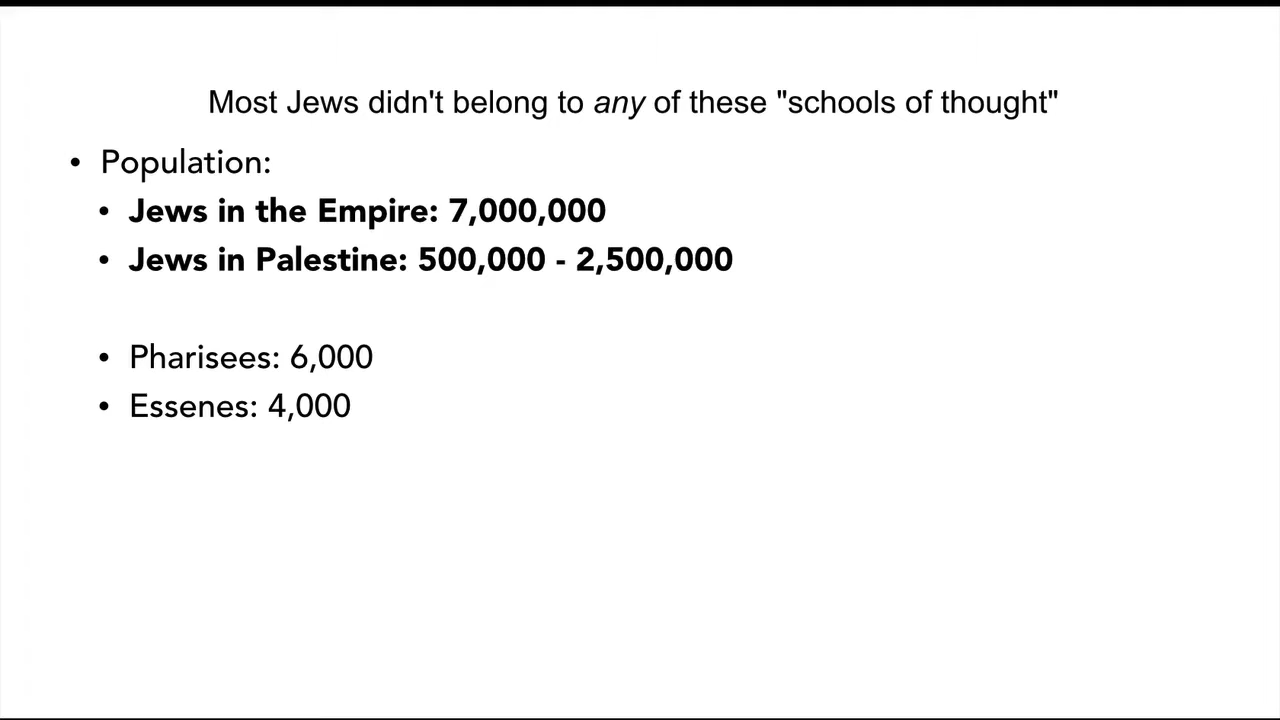 Most Jews didn't belong to any of these "schools of thought"
• Population:
• Jews in the Empire: 7,000,000
• Jews in Palestine: 500,000 - 2,500,000
• Pharisees: 6,000
• Essenes: 4,000